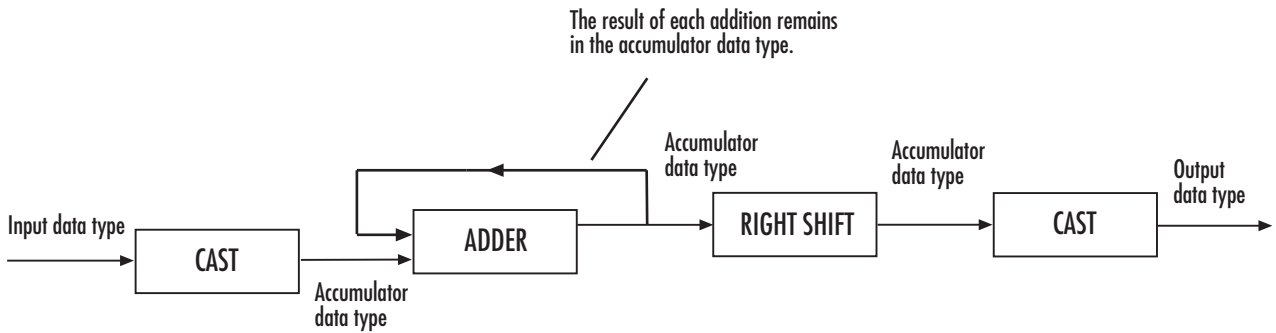 The result of each addition remains
in the accumulator data type.
Accumulator
data type
Accumulator
data type
Output
data type
Input data type
CAST
Accumulator
data type
ADDER
RIGHT SHIFT
CAST